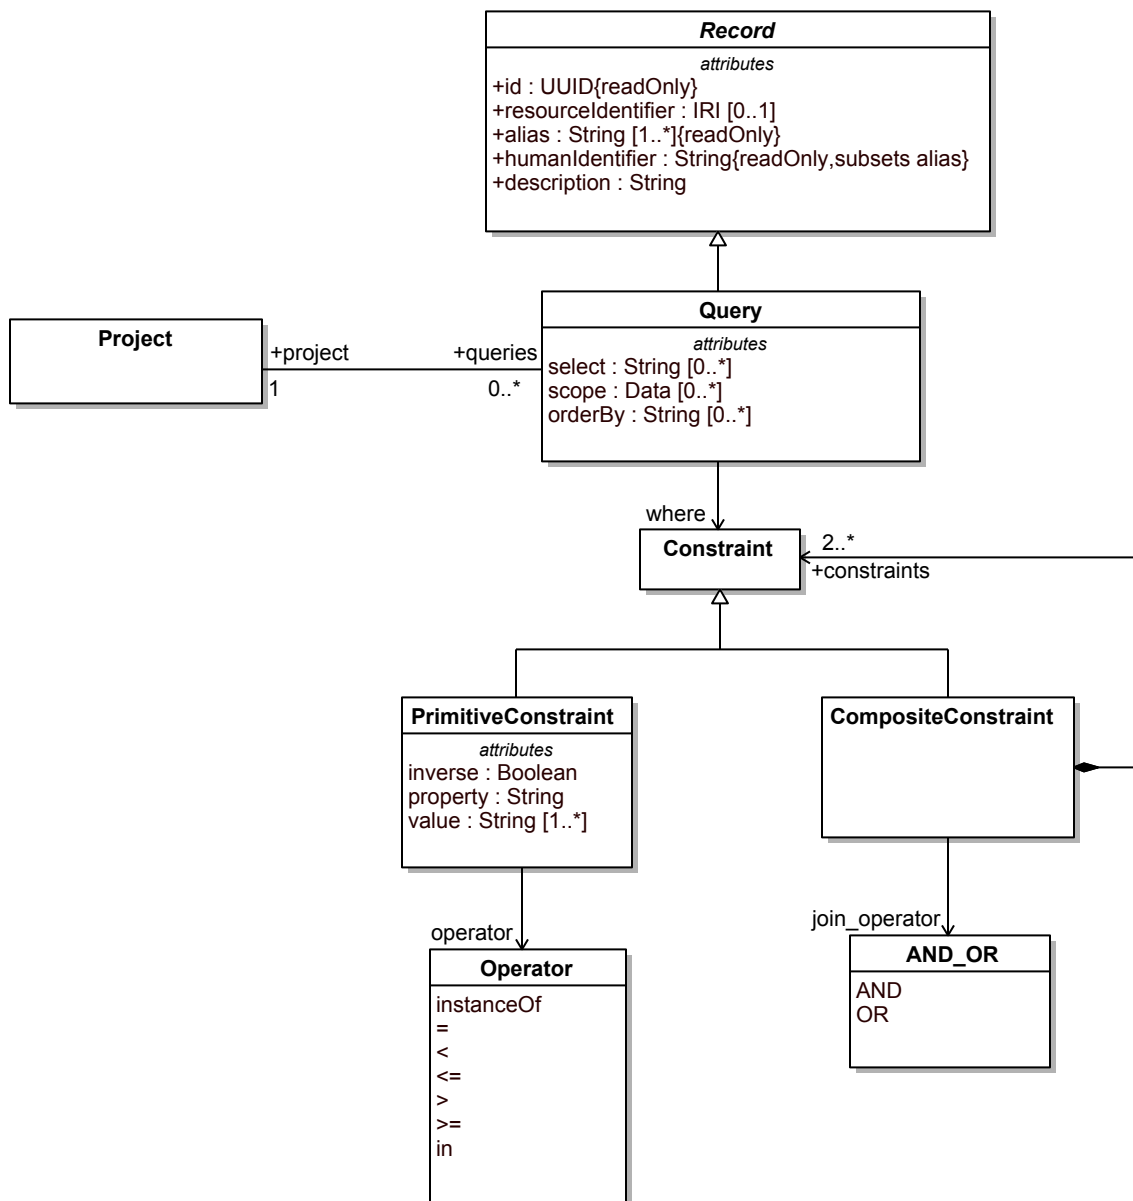 Record
attributes
+id : UUID{readOnly}
+resourceIdentifier : IRI [0..1]
+alias : String [1..*]{readOnly}
+humanIdentifier : String{readOnly,subsets alias}
+description : String
Project
+project
1
+queries
0..*
Query
attributes
select : String [0..*]
scope : Data [0..*]
orderBy : String [0..*]
where
Constraint
2..*
+constraints
PrimitiveConstraint
attributes
inverse : Boolean
property : String
value : String [1..*]
CompositeConstraint
operator
Operator
instanceOf
=
<
<=
>
>=
in
join_operator
AND_OR
AND
OR